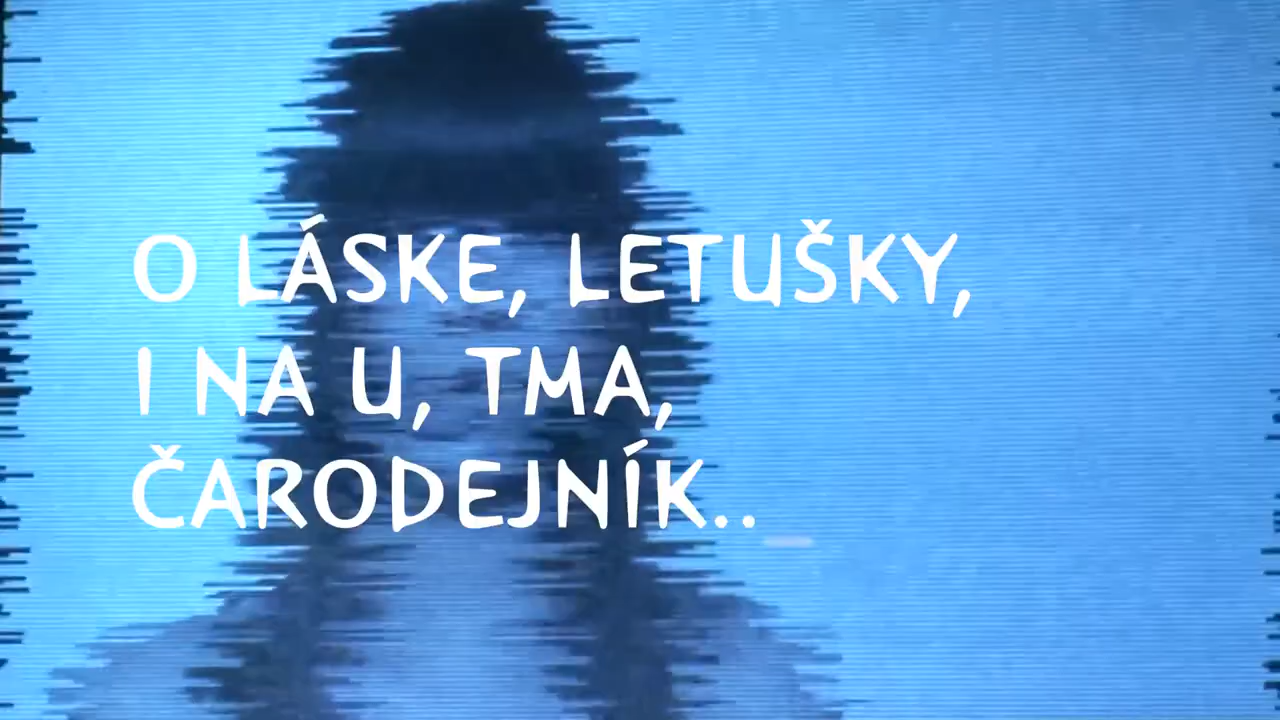 O LÁSKE, LETUŠKY,
I NA U, TMA,
ČARODEJNÍK..